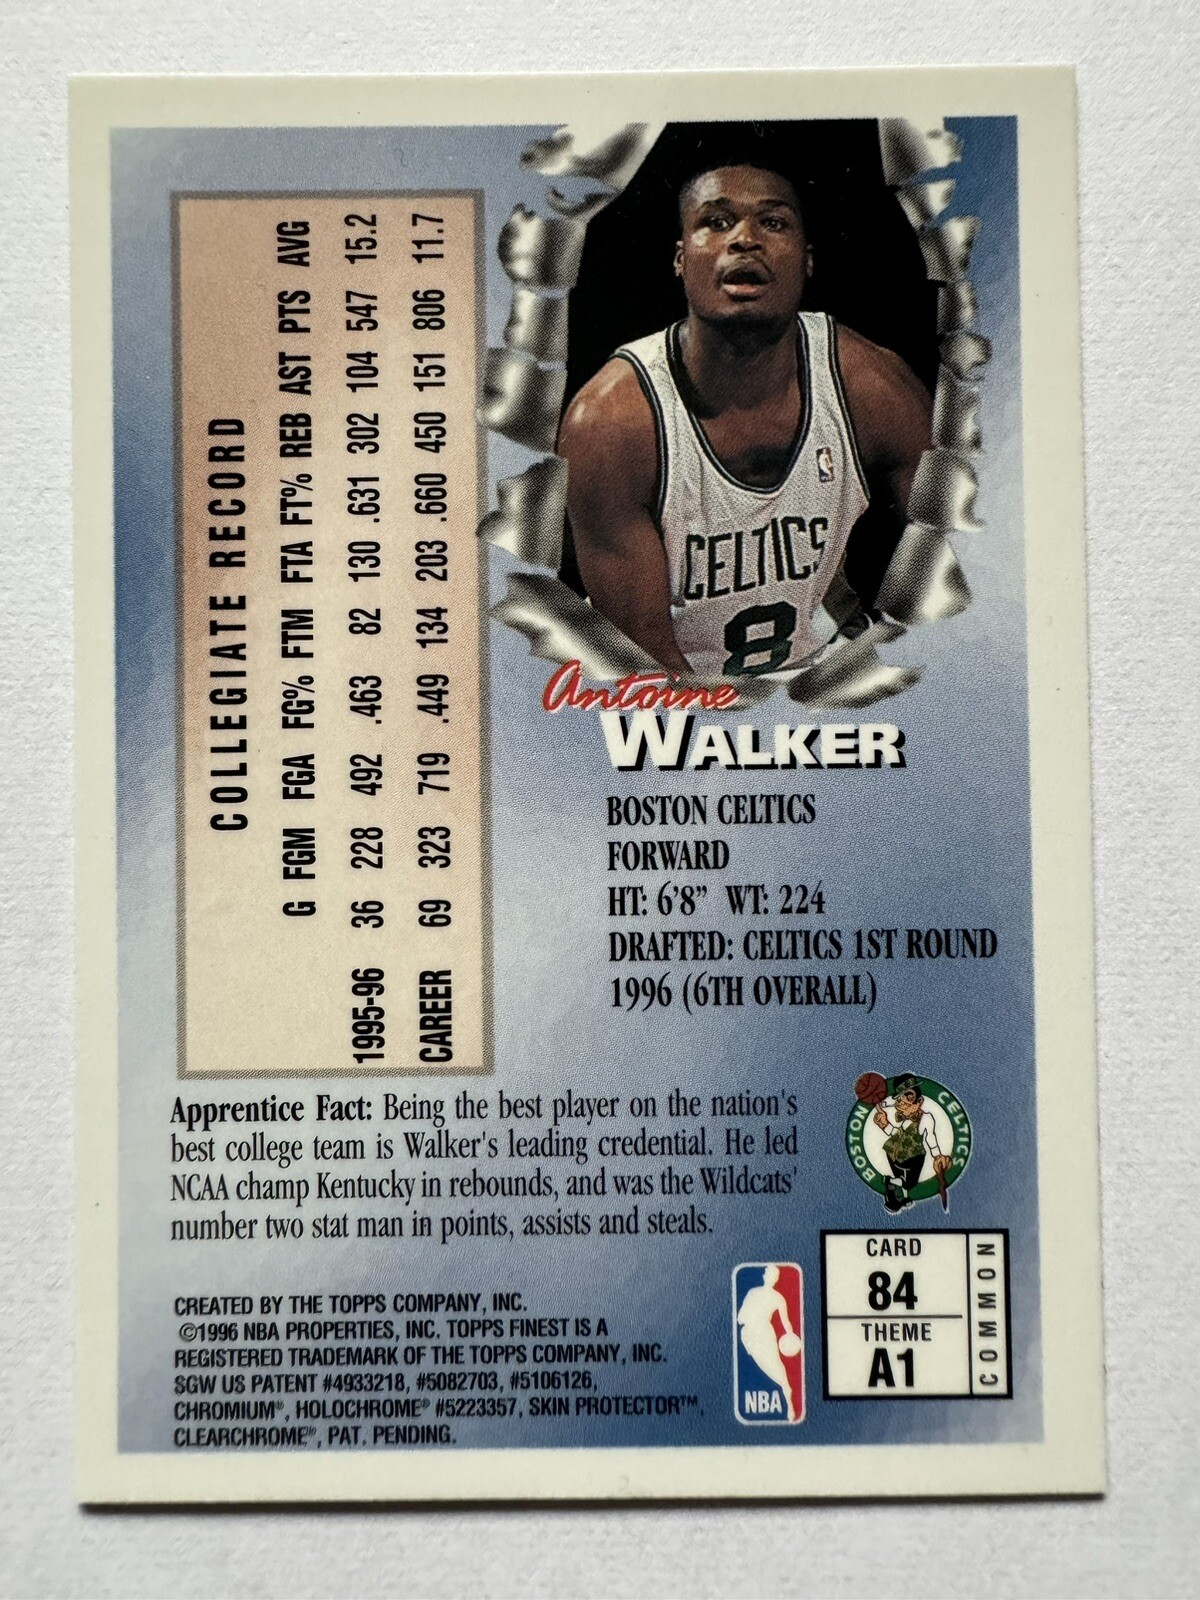 COLLEGIATE RECORD
G FGM FGA FG% FTM FTA FT% REB AST PTS AVG
1995-96 36 228 492 .463 82 130 .631 302 104 547 15.2
CAREER 69 323 719 .449 134 203 .660 450 151 806 11.7
CELTICS
8
Antoine
WALKER
BOSTON CELTICS
FORWARD
HT: 6'8" WT: 224
DRAFTED: CELTICS 1ST ROUND
1996 (6TH OVERALL)
Apprentice Fact: Being the best player on the nation's
best college team is Walker's leading credential. He led
NCAA champ Kentucky in rebounds, and was the Wildcats'
number two stat man in points, assists and steals.
BOSTON CELTICS
CARD
84
THEME
A1
COMMON
NBA
CREATED BY THE TOPPS COMPANY, INC.
©1996 NBA PROPERTIES, INC. TOPPS FINEST IS A
REGISTERED TRADEMARK OF THE TOPPS COMPANY, INC.
SGW US PATENT #4933218, #5082703, #5106126,
CHROMIUM®, HOLOCHROME® #5223357, SKIN PROTECTOR™,
CLEARCHROME®, PAT. PENDING.